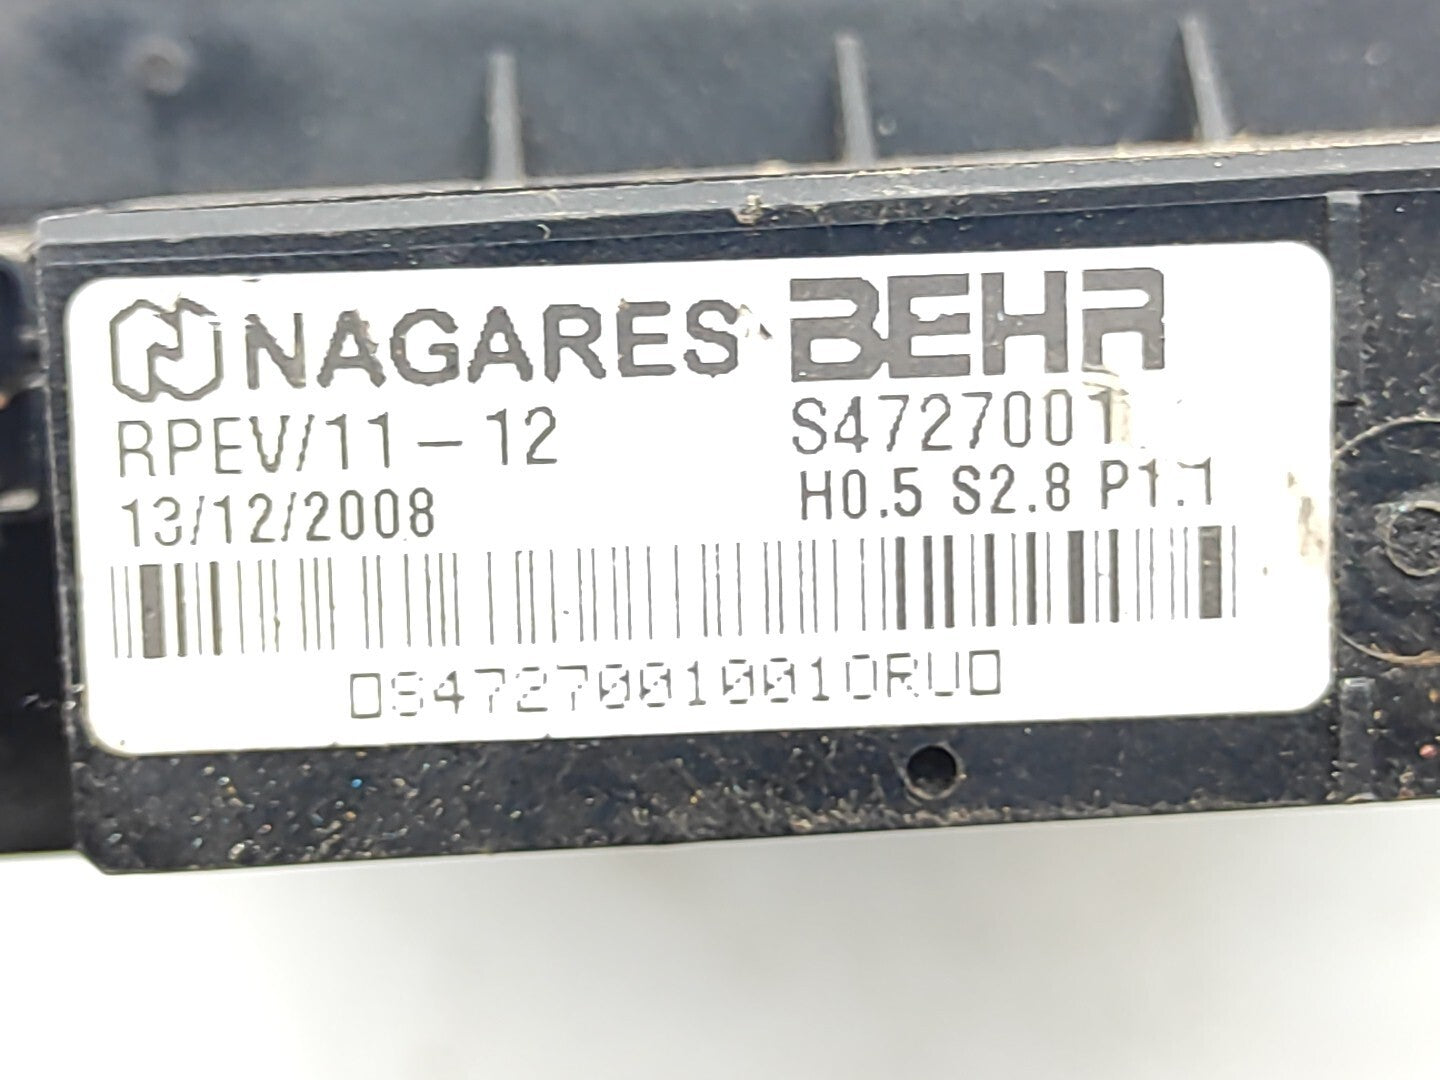 NAGARES BEHR
RPEV/11-12 S4727001
13/12/2008 H0.5 S2.8 P1.1